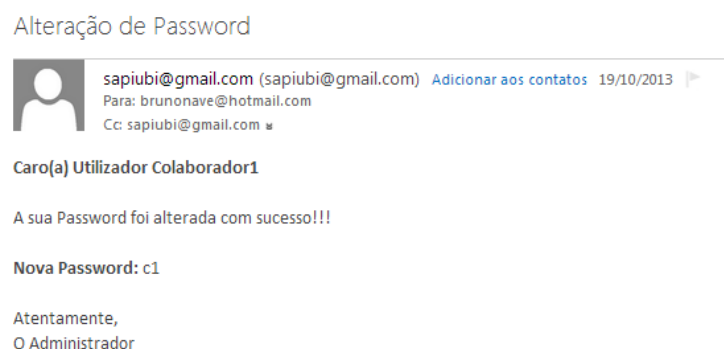 Alteração de Password
sapiubi@gmail.com (sapiubi@gmail.com) Adicionar aos contatos 19/10/2013
Para: brunonave@hotmail.com
Cc: sapiubi@gmail.com
Caro(a) Utilizador Colaborador1
A sua Password foi alterada com sucesso!!!
Nova Password: c1
Atentamente,
O Administrador